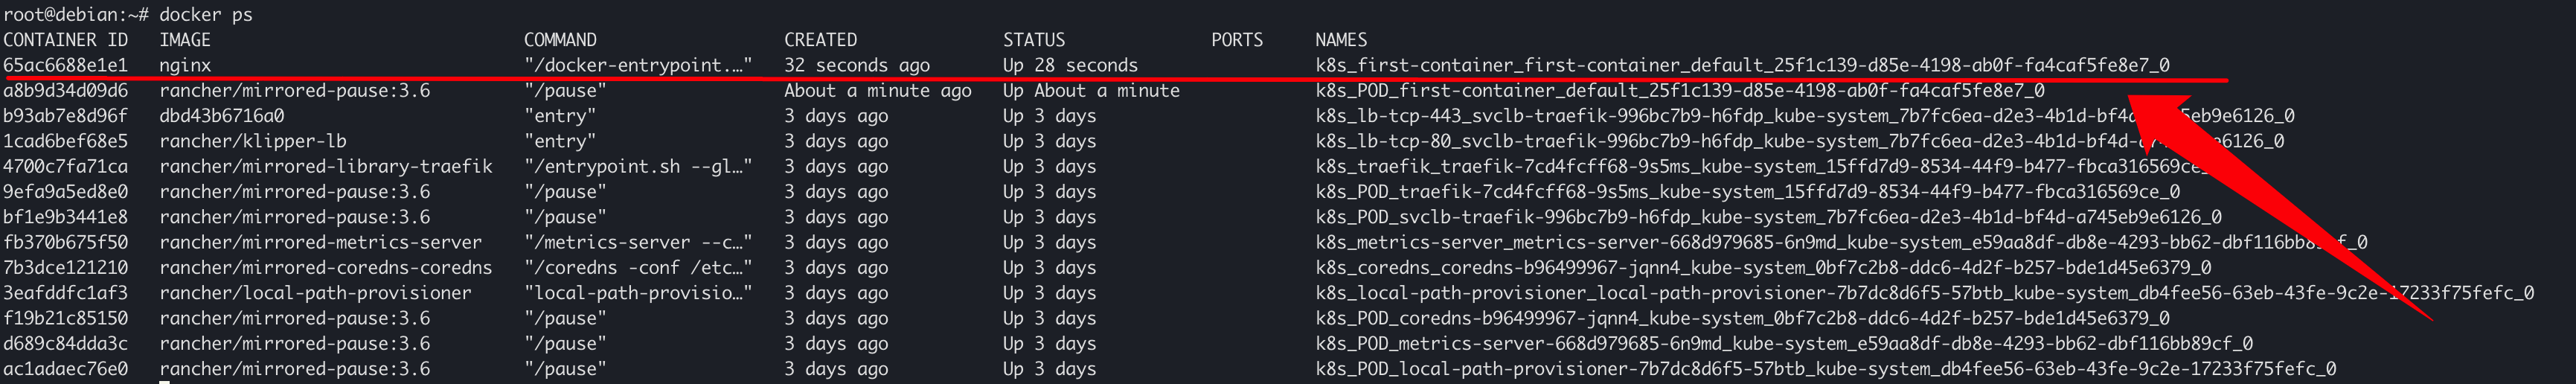 root@debian:~# docker ps
CONTAINER ID   IMAGE                              COMMAND                  CREATED              STATUS              PORTS     NAMES
65ac6688e1e1   nginx                              "/docker-entrypoint.…"   32 seconds ago       Up 28 seconds                 k8s_first-container_first-container_default_25f1c139-d85e-4198-ab0f-fa4caf5fe8e7_0
a8b9d34d09d6   rancher/mirrored-pause:3.6         "/pause"                 About a minute ago   Up About a minute             k8s_POD_first-container_default_25f1c139-d85e-4198-ab0f-fa4caf5fe8e7_0
b93ab7e8d96f   dbd43b6716a0                       "entry"                  3 days ago           Up 3 days                     k8s_lb-tcp-443_svclb-traefik-996bc7b9-h6fdp_kube-system_7b7fc6ea-d2e3-4b1d-bf4d
1cad6bef68e5   rancher/klipper-lb                 "entry"                  3 days ago           Up 3 days                     k8s_lb-tcp-80_svclb-traefik-996bc7b9-h6fdp_kube-system_7b7fc6ea-d2e3-4b1d-bf4d
4700c7fa71ca   rancher/mirrored-library-traefik   "/entrypoint.sh --gl…"   3 days ago           Up 3 days                     k8s_traefik_traefik-7cd4fcff68-9s5ms_kube-system_15ffd7d9-8534-44f9-b477-fbca316569ce_0
9efa9a5ed8e0   rancher/mirrored-pause:3.6         "/pause"                 3 days ago           Up 3 days                     k8s_POD_traefik-7cd4fcff68-9s5ms_kube-system_15ffd7d9-8534-44f9-b477-fbca316569ce_0
bf1e9b3441e8   rancher/mirrored-pause:3.6         "/pause"                 3 days ago           Up 3 days                     k8s_POD_svclb-traefik-996bc7b9-h6fdp_kube-system_7b7fc6ea-d2e3-4b1d-bf4d-a745eb9e6126_0
fb370b675f50   rancher/mirrored-metrics-server    "/metrics-server --c…"   3 days ago           Up 3 days                     k8s_metrics-server_metrics-server-668d979685-6n9md_kube-system_e59aa8df-db8e-4293-bb62-dbf116bb89cf_0
7b3dce121210   rancher/mirrored-coredns-coredns   "/coredns -conf /etc…"   3 days ago           Up 3 days                     k8s_coredns_coredns-b96499967-jqnn4_kube-system_0bf7c2b8-ddc6-4d2f-b257-bde1d45e6379_0
3eafddfc1af3   rancher/local-path-provisioner     "local-path-provisio…"   3 days ago           Up 3 days                     k8s_local-path-provisioner_local-path-provisioner-7b7dc8d6f5-57btb_kube-system_db4fee56-63eb-43fe-9c2e-17233f75fefc_0
f19b21c85150   rancher/mirrored-pause:3.6         "/pause"                 3 days ago           Up 3 days                     k8s_POD_coredns-b96499967-jqnn4_kube-system_0bf7c2b8-ddc6-4d2f-b257-bde1d45e6379_0
d689c84dda3c   rancher/mirrored-pause:3.6         "/pause"                 3 days ago           Up 3 days                     k8s_POD_metrics-server-668d979685-6n9md_kube-system_e59aa8df-db8e-4293-bb62-dbf116bb89cf_0
ac1adaec76e0   rancher/mirrored-pause:3.6         "/pause"                 3 days ago           Up 3 days                     k8s_POD_local-path-provisioner-7b7dc8d6f5-57btb_kube-system_db4fee56-63eb-43fe-9c2e-17233f75fefc_0